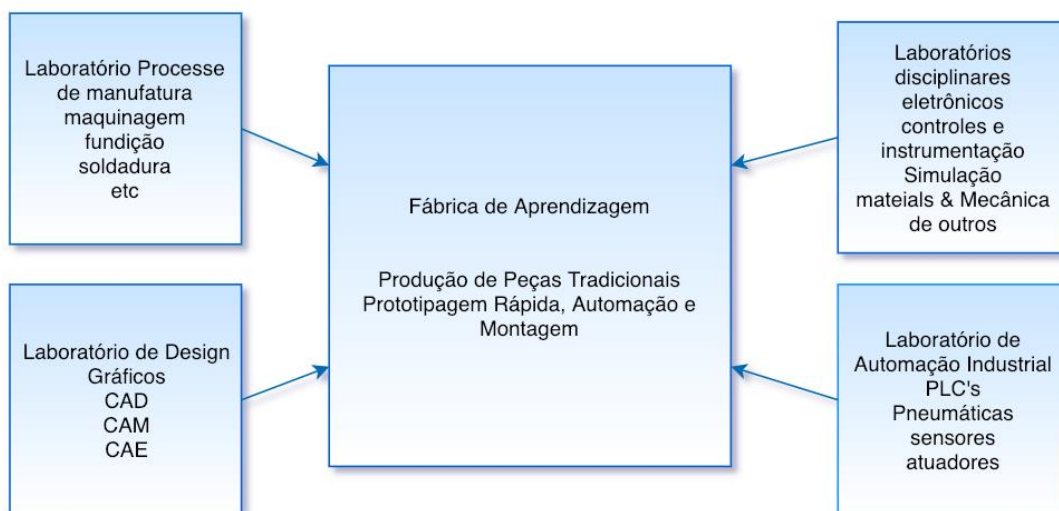 Laboratório Processe
de manufatura
maquinagem
fundição
soldadura
etc
Laboratório de Design
Gráficos
CAD
CAM
CAE
Fábrica de Aprendizagem
Produção de Peças Tradicionais
Prototipagem Rápida, Automação e
Montagem
Laboratórios
disciplinares
eletrônicos
controles e
instrumentação
Simulação
mateials & Mecânica
de outros
Laboratório de
Automação Industrial
PLC's
Pneumáticas
sensores
atuadores